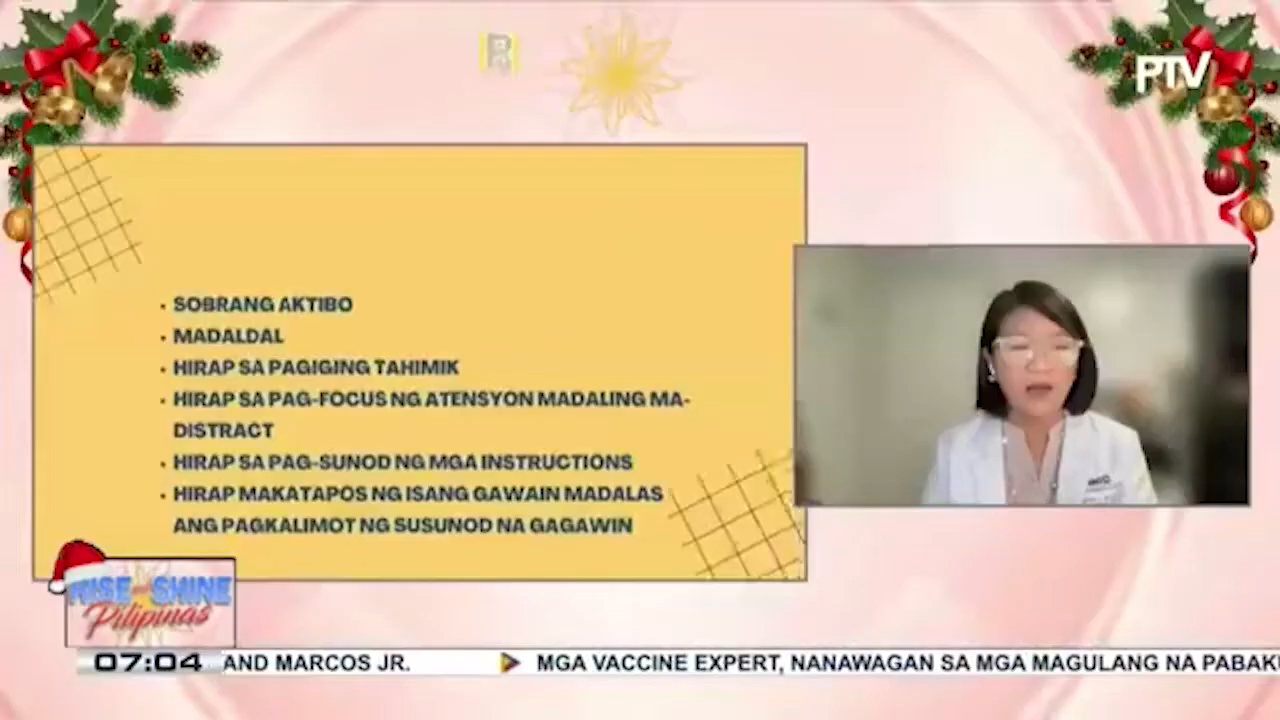 PTV
SOBRANG AKTIBO
MADALDAL
HIRAP SA PAGIGING TAHIMIK
HIRAP SA PAG-FOCUS NG ATENSYON MADALING MA-
DISTRACT
HIRAP SA PAG-SUNOD NG MGA INSTRUCTIONS
HIRAP MAKATAPOS NG ISANG GAWAIN MADALAS
ANG PAGKALIMOT NG SUSUNOD NA GAGAWIN
RISE and SHINE
Pilipinas
07:04 AND MARCOS JR. MGA VACCINE EXPERT, NANAWAGAN SA MGA MAGULANG NA PABAKU